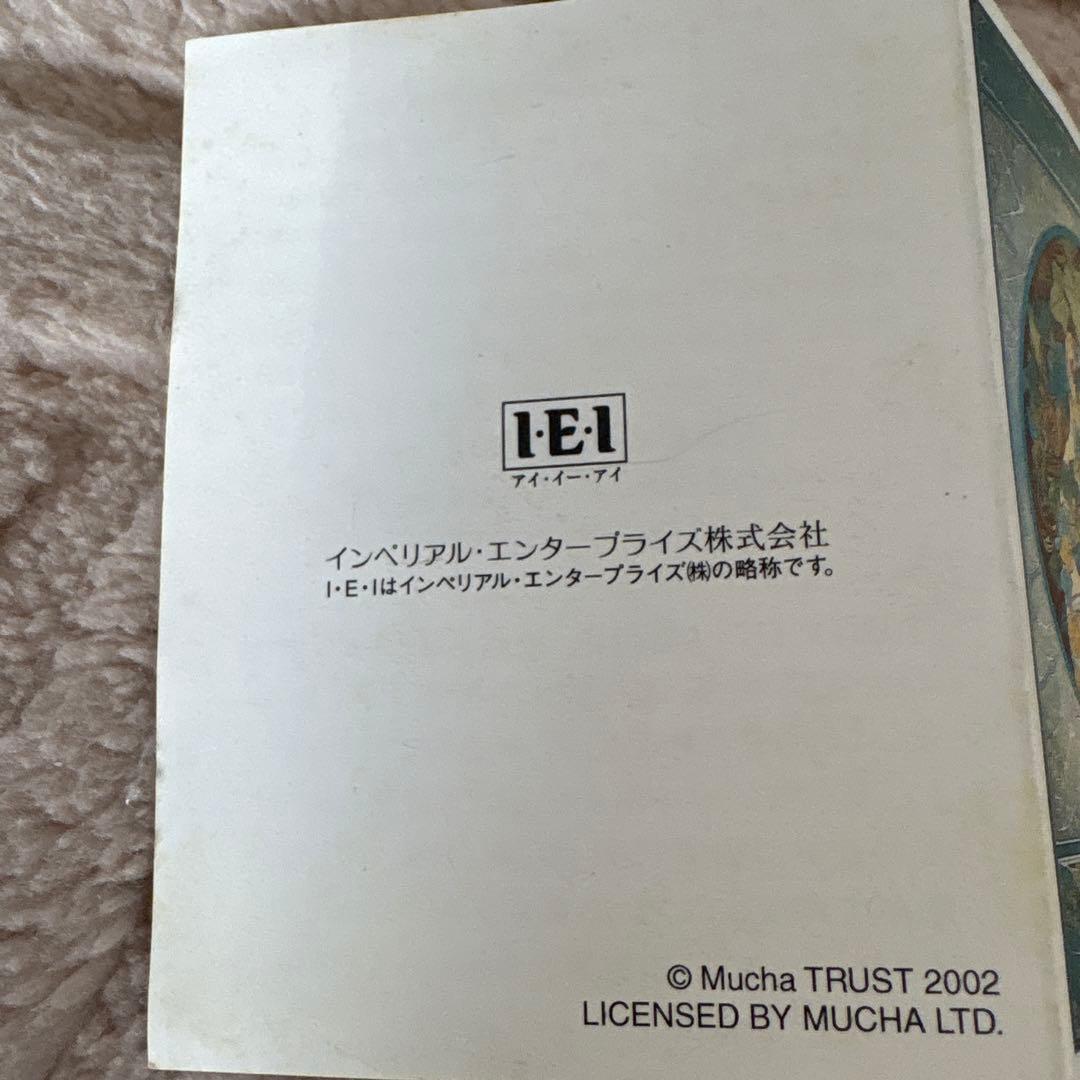 I·E·I
アイ・イー・アイ
インペリアル・エンタープライズ株式会社
I・E・Iはインペリアル・エンタープライズ㈱の略称です。
© Mucha TRUST 2002
LICENSED BY MUCHA LTD.